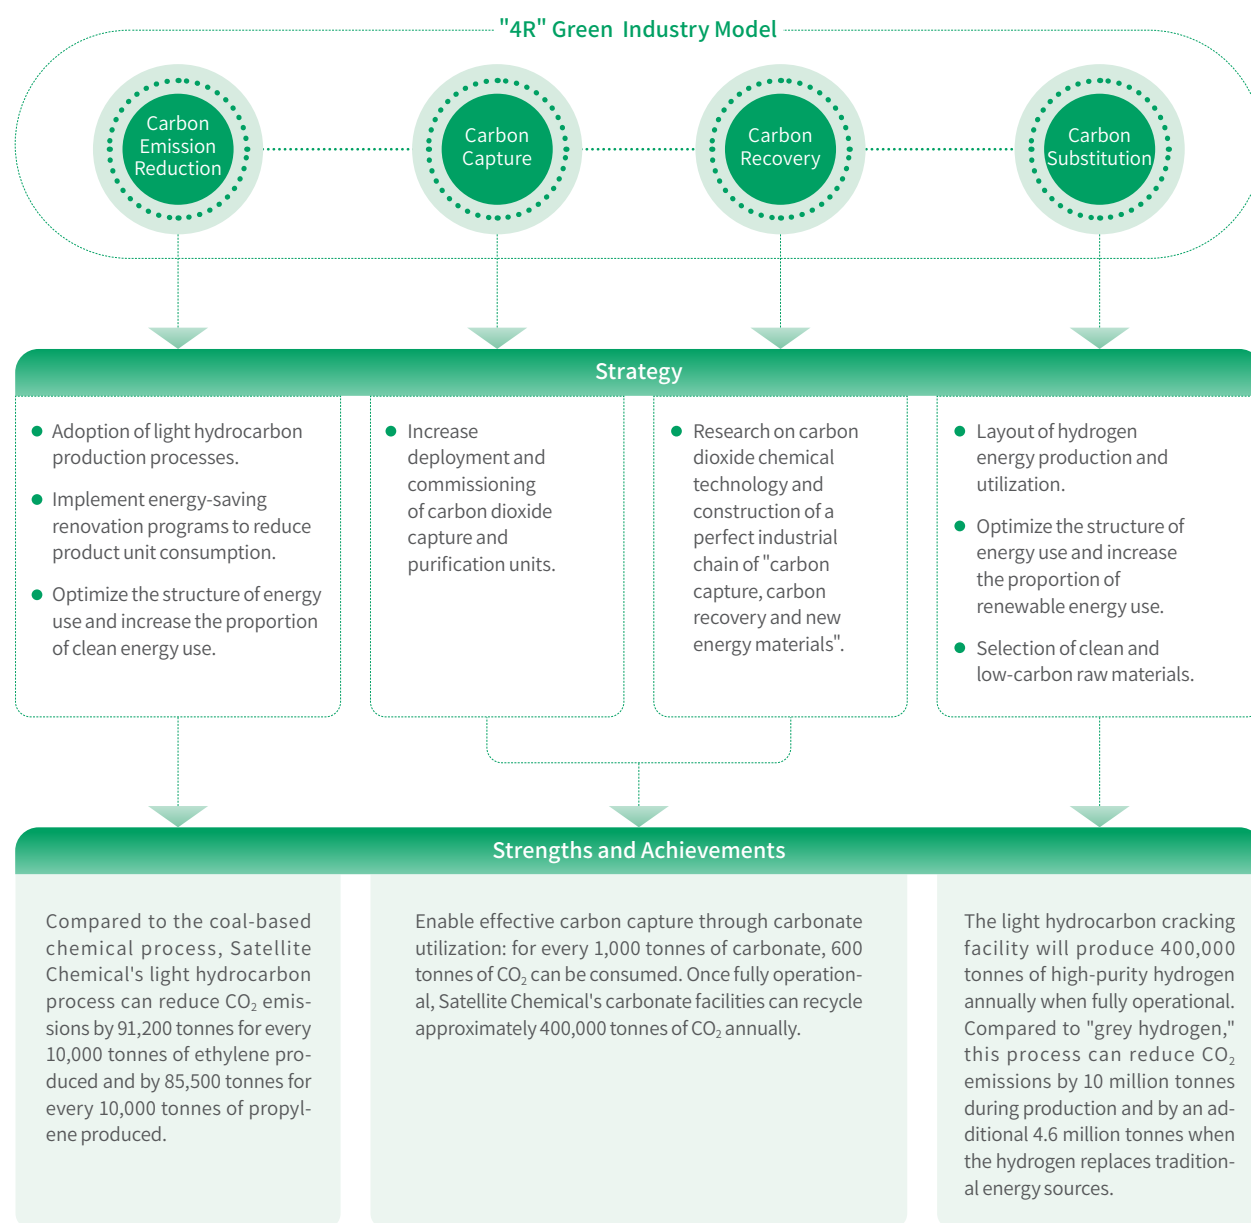 "4R" Green Industry Model
Carbon
Emission
Reduction
Carbon
Capture
Carbon
Recovery
Carbon
Substitution
Strategy
Adoption of light hydrocarbon
production processes.
Implement energy-saving
renovation programs to reduce
product unit consumption.
Optimize the structure of energy
use and increase the proportion
of clean energy use.
Increase
deployment and
commissioning
of carbon dioxide
capture and
purification units.
Research on carbon
dioxide chemical
technology and
construction of a
perfect industrial
chain of "carbon
capture, carbon
recovery and new
energy materials".
Layout of hydrogen
energy production and
utilization.
Optimize the structure of
energy use and increase
the proportion of
renewable energy use.
Selection of clean and
low-carbon raw materials.
Strengths and Achievements
Compared to the coal-based
chemical process, Satellite
Chemical's light hydrocarbon
process can reduce CO₂ emis-
sions by 91,200 tonnes for every
10,000 tonnes of ethylene pro-
duced and by 85,500 tonnes for
every 10,000 tonnes of propyl-
ene produced.
Enable effective carbon capture through carbonate
utilization: for every 1,000 tonnes of carbonate, 600
tonnes of CO₂ can be consumed. Once fully operation-
al, Satellite Chemical's carbonate facilities can recycle
approximately 400,000 tonnes of CO₂ annually.
The light hydrocarbon cracking
facility will produce 400,000
tonnes of high-purity hydrogen
annually when fully operational.
Compared to "grey hydrogen,"
this process can reduce CO₂
emissions by 10 million tonnes
during production and by an ad-
ditional 4.6 million tonnes when
the hydrogen replaces tradition-
al energy sources.